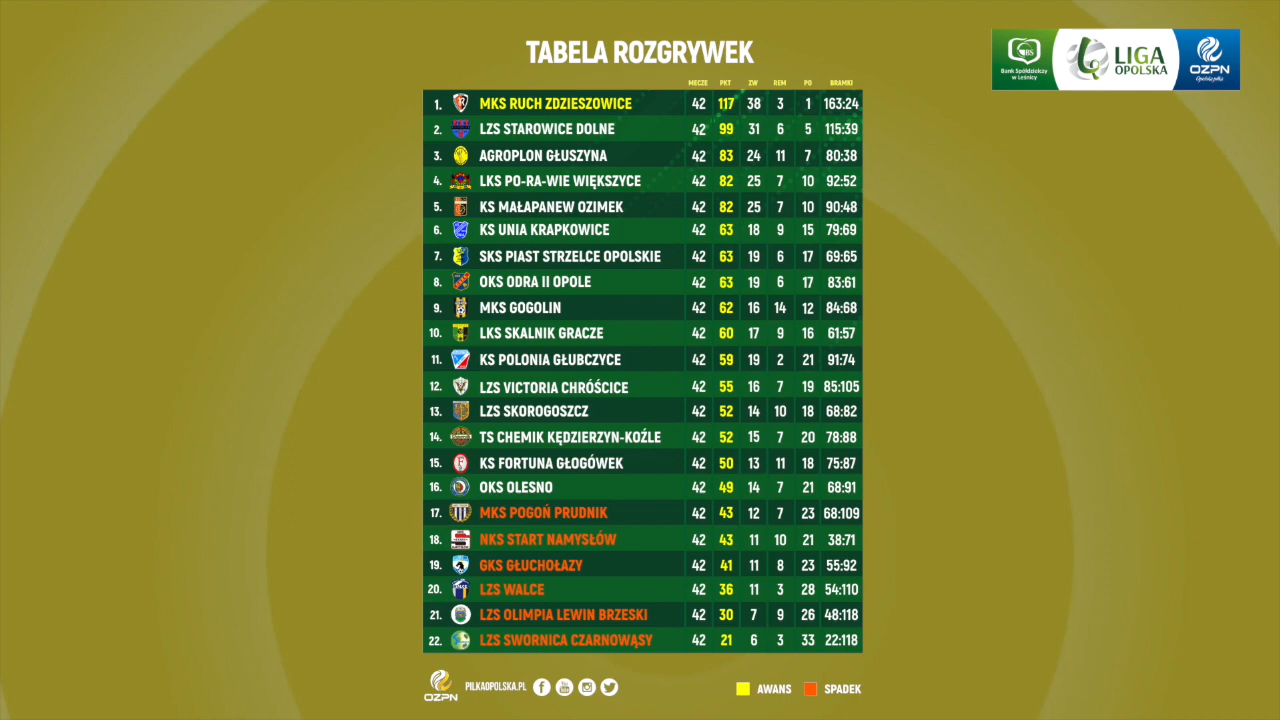 TABELA ROZGRYWEK
GBS
Bank Spółdzielczy
w Leśnicy
LIGA
OPOLSKA
OZPN
Opolska piłka
MECZE PKT ZW REM PO BRAMKI
1. MKS RUCH ZDZIESZOWICE 42 117 38 3 1 163:24
2. LZS STAROWICE DOLNE 42 99 31 6 5 115:39
3. AGROPLON GŁUSZYNA 42 83 24 11 7 80:38
4. LKS PO-RA-WIE WIĘKSZYCE 42 82 25 7 10 92:52
5. KS MAŁAPANEW OZIMEK 42 82 25 7 10 90:48
6. KS UNIA KRAPKOWICE 42 63 18 9 15 79:69
7. SKS PIAST STRZELCE OPOLSKIE 42 63 19 6 17 69:65
8. OKS ODRA II OPOLE 42 63 19 6 17 83:61
9. MKS GOGOLIN 42 62 16 14 12 84:68
10. LKS SKALNIK GRACZE 42 60 17 9 16 61:57
11. KS POLONIA GŁUBCZYCE 42 59 19 2 21 91:74
12. LZS VICTORIA CHRÓŚCICE 42 55 16 7 19 85:105
13. LZS SKOROGOSZCZ 42 52 14 10 18 68:82
14. TS CHEMIK KĘDZIERZYN-KOŹLE 42 52 15 7 20 78:88
15. KS FORTUNA GŁOGÓWEK 42 50 13 11 18 75:87
16. OKS OLESNO 42 49 14 7 21 68:91
17. MKS POGOŃ PRUDNIK 42 43 12 7 23 68:109
18. NKS START NAMYSŁÓW 42 43 11 10 21 38:71
19. GKS GŁUCHOŁAZY 42 41 11 8 23 55:92
20. LZS WALCE 42 36 11 3 28 54:110
21. LZS OLIMPIA LEWIN BRZESKI 42 30 7 9 26 48:118
22. LZS SWORNICA CZARNOWĄSY 42 21 6 3 33 22:118
OZPN PILKAOPOLSKA.PL AWANS SPADEK